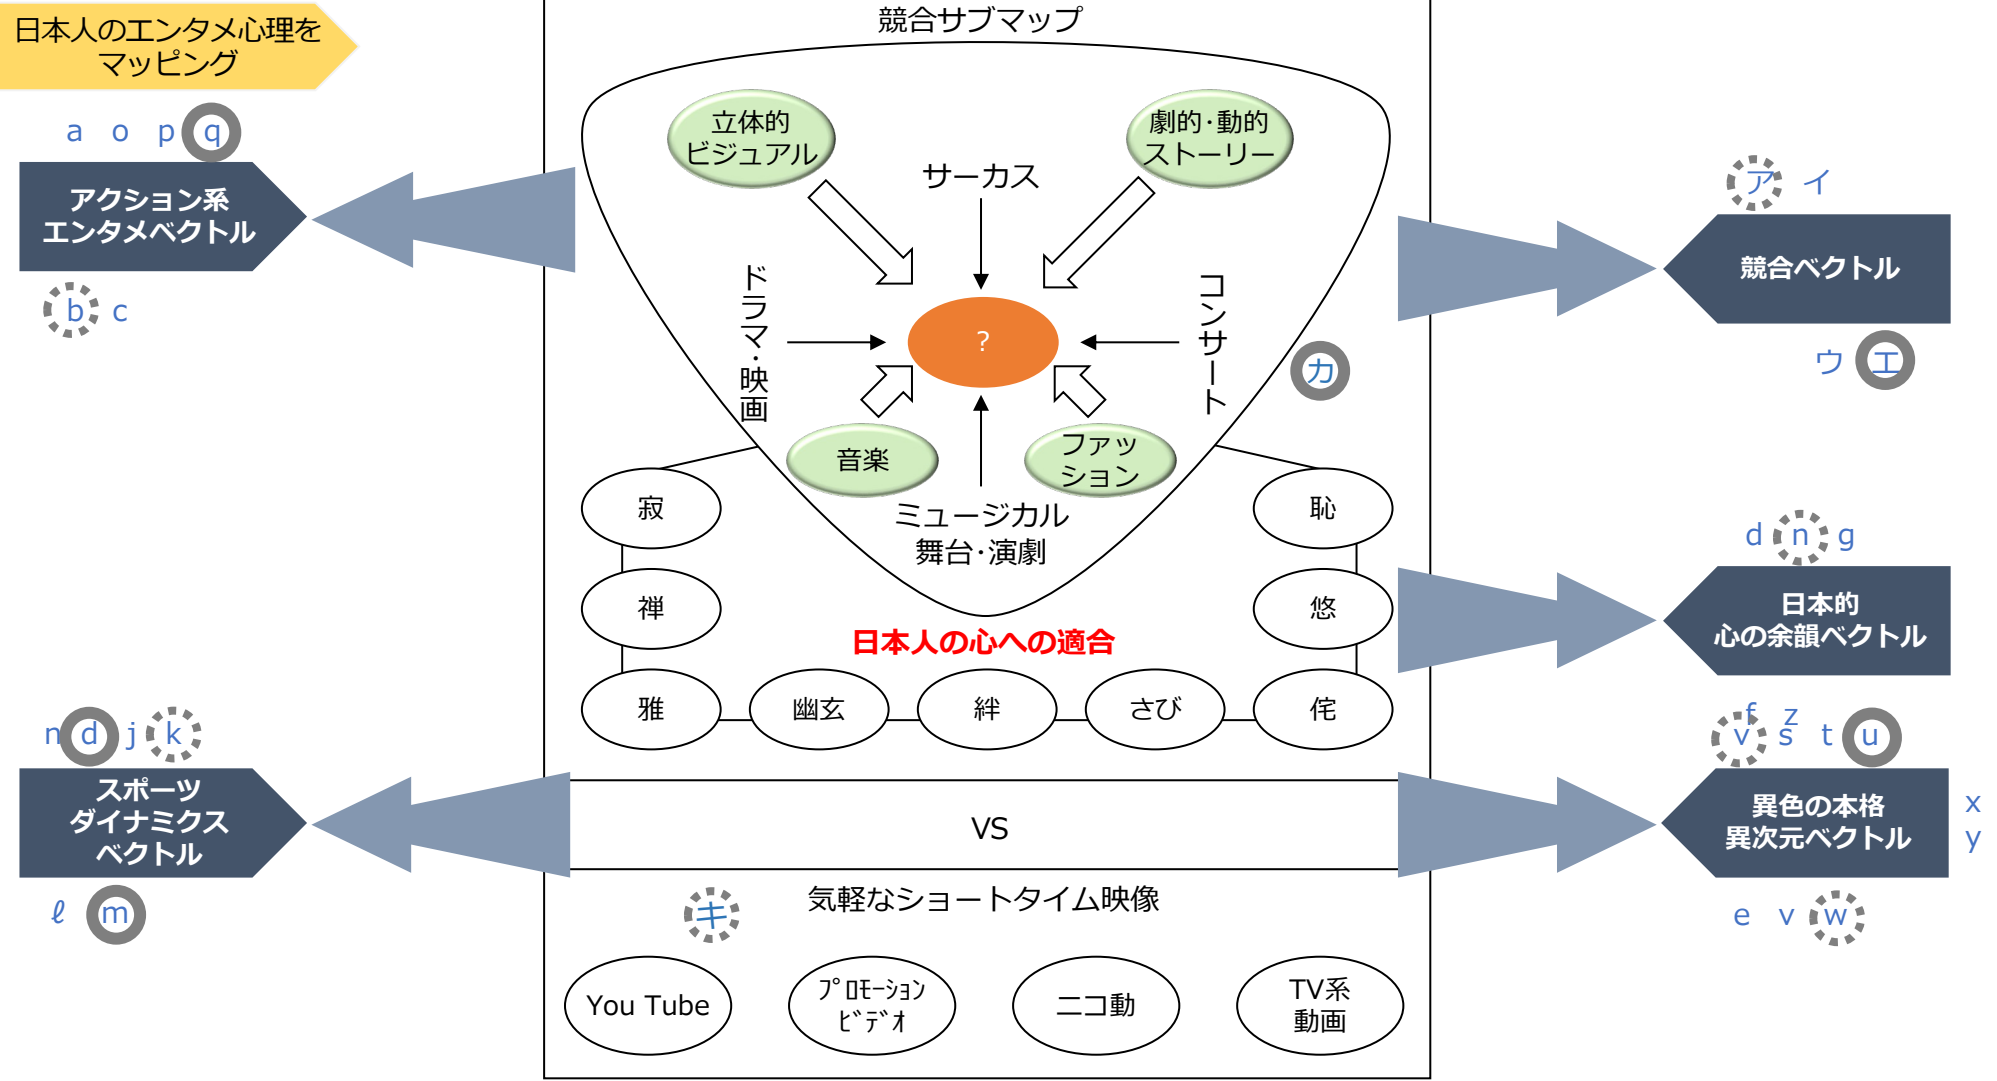 日本人のエンタメ心理を
マッピング
a o p q
アクション系
エンタメベクトル
b c
n d j k
スポーツ
ダイナミクス
ベクトル
ℓ m
競合サブマップ
立体的
ビジュアル
劇的･動的
ストーリー
サーカス
ドラマ・映画
?
コンサート
カ
音楽
ファッ
ション
ミュージカル
舞台･演劇
寂
恥
禅
悠
日本人の心への適合
雅
幽玄
絆
さび
侘
VS
気軽なショートタイム映像
キ
You Tube
ﾌﾟﾛﾓｰｼｮﾝ
ﾋﾞﾃﾞｵ
ニコ動
TV系
動画
ア イ
競合ベクトル
ウ エ
d n g
日本的
心の余韻ベクトル
f z
v s t u
異色の本格
異次元ベクトル
x
y
e v w